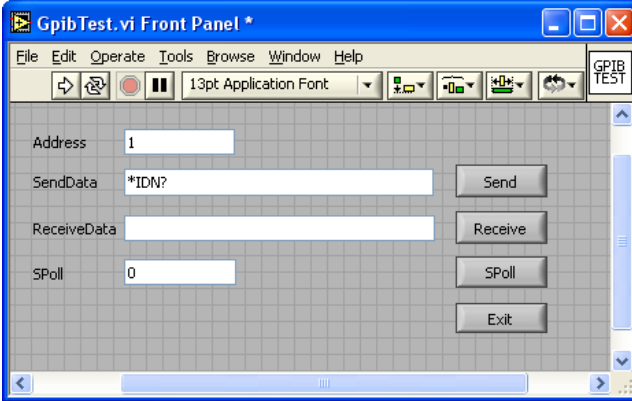 GpibTest.vi Front Panel *
File Edit Operate Tools Browse Window Help
13pt Application Font
GPIB
TEST
Address 1
SendData *IDN? Send
ReceiveData Receive
SPoll 0 SPoll
Exit